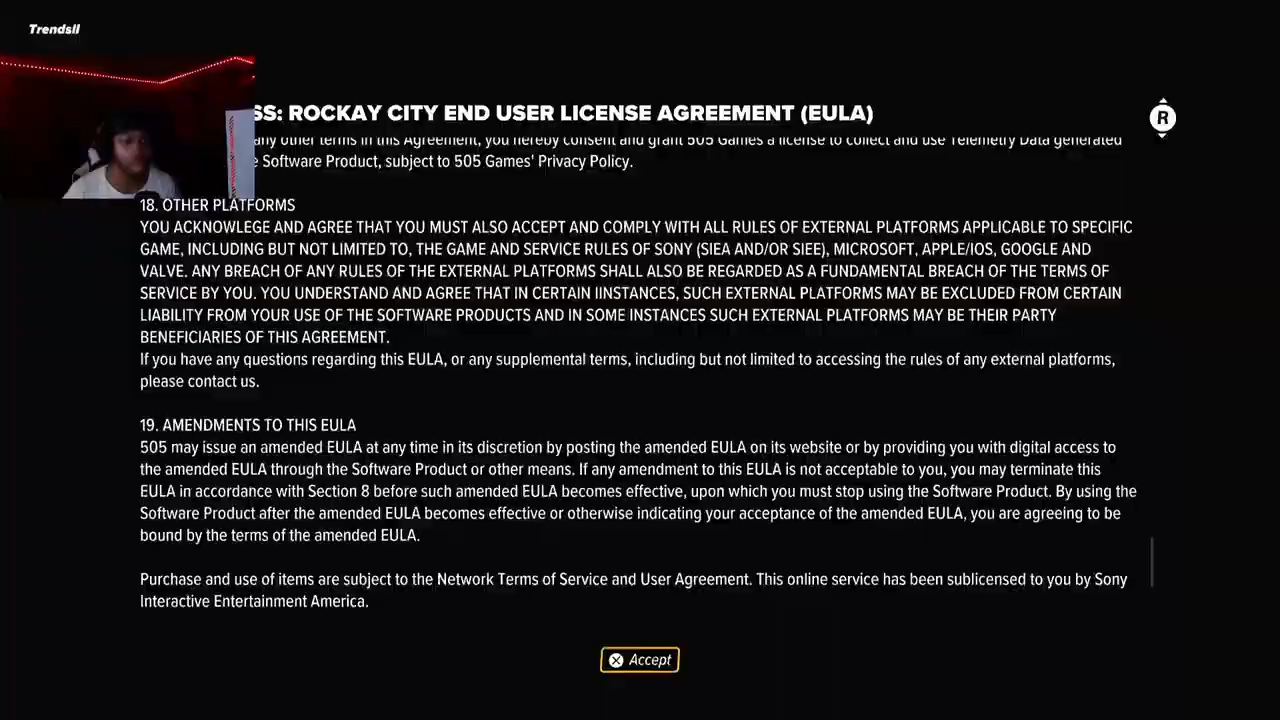 Trendsll
SS: ROCKAY CITY END USER LICENSE AGREEMENT (EULA)
R
any other terms in this Agreement, you hereby consent and grant 505 Games a license to collect and use Telemetry Data generated
e Software Product, subject to 505 Games' Privacy Policy.
18. OTHER PLATFORMS
YOU ACKNOWLEGE AND AGREE THAT YOU MUST ALSO ACCEPT AND COMPLY WITH ALL RULES OF EXTERNAL PLATFORMS APPLICABLE TO SPECIFIC
GAME, INCLUDING BUT NOT LIMITED TO, THE GAME AND SERVICE RULES OF SONY (SIEA AND/OR SIEE), MICROSOFT, APPLE/IOS, GOOGLE AND
VALVE. ANY BREACH OF ANY RULES OF THE EXTERNAL PLATFORMS SHALL ALSO BE REGARDED AS A FUNDAMENTAL BREACH OF THE TERMS OF
SERVICE BY YOU. YOU UNDERSTAND AND AGREE THAT IN CERTAIN IINSTANCES, SUCH EXTERNAL PLATFORMS MAY BE EXCLUDED FROM CERTAIN
LIABILITY FROM YOUR USE OF THE SOFTWARE PRODUCTS AND IN SOME INSTANCES SUCH EXTERNAL PLATFORMS MAY BE THEIR PARTY
BENEFICIARIES OF THIS AGREEMENT.
If you have any questions regarding this EULA, or any supplemental terms, including but not limited to accessing the rules of any external platforms,
please contact us.
19. AMENDMENTS TO THIS EULA
505 may issue an amended EULA at any time in its discretion by posting the amended EULA on its website or by providing you with digital access to
the amended EULA through the Software Product or other means. If any amendment to this EULA is not acceptable to you, you may terminate this
EULA in accordance with Section 8 before such amended EULA becomes effective, upon which you must stop using the Software Product. By using the
Software Product after the amended EULA becomes effective or otherwise indicating your acceptance of the amended EULA, you are agreeing to be
bound by the terms of the amended EULA.
Purchase and use of items are subject to the Network Terms of Service and User Agreement. This online service has been sublicensed to you by Sony
Interactive Entertainment America.
Accept